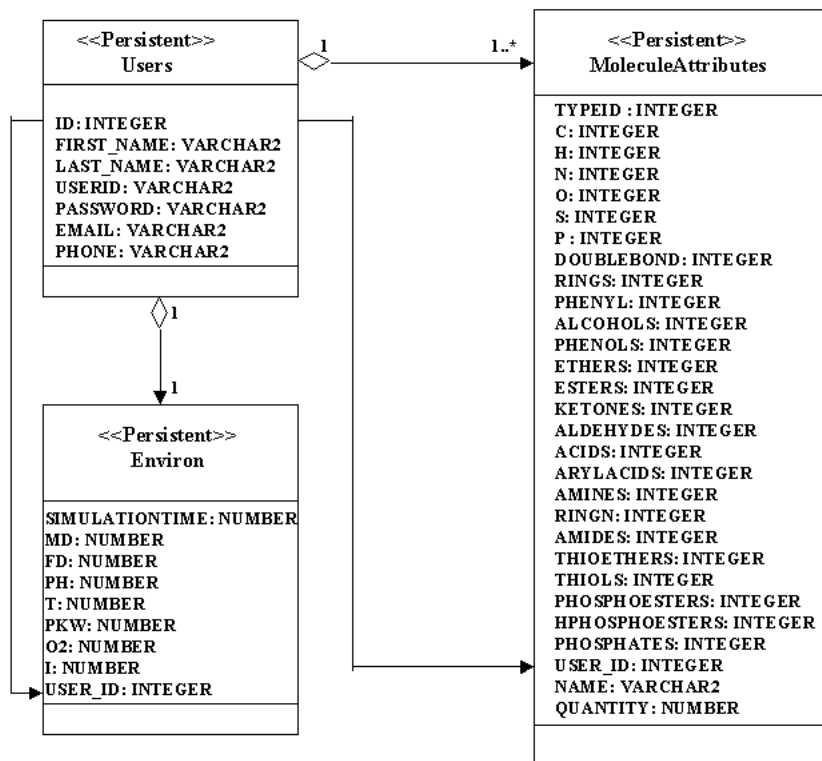 <<Persistent>>
Users
ID: INTEGER
FIRST_NAME: VARCHAR2
LAST_NAME: VARCHAR2
USERID: VARCHAR2
PASSWORD: VARCHAR2
EMAIL: VARCHAR2
PHONE: VARCHAR2
1
1..*
<<Persistent>>
MoleculeAttributes
TYPEID : INTEGER
C: INTEGER
H: INTEGER
N: INTEGER
O: INTEGER
S: INTEGER
P : INTEGER
DOUBLEBOND: INTEGER
RINGS: INTEGER
PHENYL: INTEGER
ALCOHOLS: INTEGER
PHENOLS: INTEGER
ETHERS: INTEGER
ESTERS: INTEGER
KETONES: INTEGER
ALDEHYDES: INTEGER
ACIDS: INTEGER
ARYLACIDS: INTEGER
AMINES: INTEGER
RINGN: INTEGER
AMIDES: INTEGER
THIOETHERS: INTEGER
THIOLS: INTEGER
PHOSPHOESTERS: INTEGER
HPHOSPHOESTERS: INTEGER
PHOSPHATES: INTEGER
USER_ID: INTEGER
NAME: VARCHAR2
QUANTITY: NUMBER
1
1
<<Persistent>>
Environ
SIMULATIONTIME: NUMBER
MD: NUMBER
FD: NUMBER
PH: NUMBER
T: NUMBER
PKW: NUMBER
O2: NUMBER
I: NUMBER
USER_ID: INTEGER